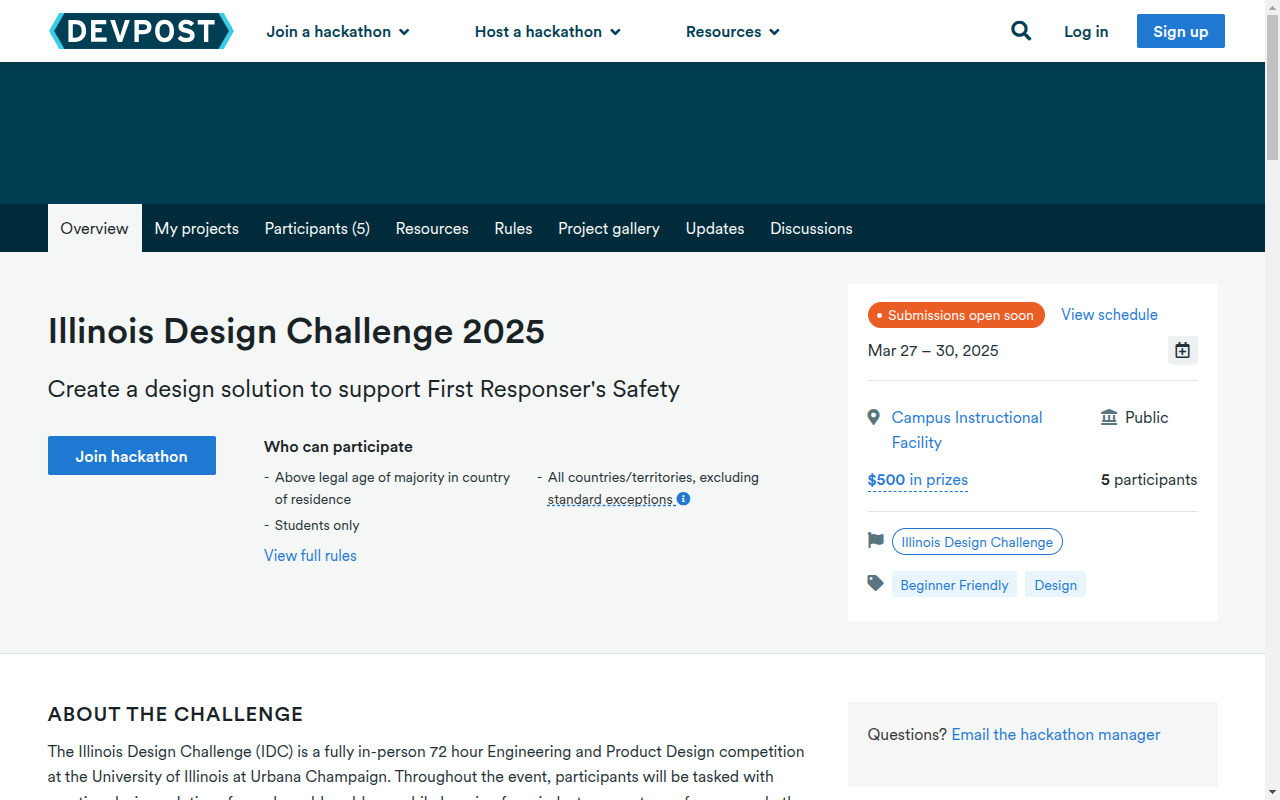 DEVPOST
Join a hackathon
Host a hackathon
Resources
Log in
Sign up
Overview
My projects
Participants (5)
Resources
Rules
Project gallery
Updates
Discussions
Illinois Design Challenge 2025
Create a design solution to support First Responser's Safety
Join hackathon
Who can participate
- Above legal age of majority in country
of residence
- Students only
- All countries/territories, excluding
standard exceptions
View full rules
Submissions open soon
View schedule
Mar 27 – 30, 2025
Campus Instructional
Facility
Public
$500 in prizes
5 participants
Illinois Design Challenge
Beginner Friendly
Design
ABOUT THE CHALLENGE
The Illinois Design Challenge (IDC) is a fully in-person 72 hour Engineering and Product Design competition
at the University of Illinois at Urbana Champaign. Throughout the event, participants will be tasked with
Questions? Email the hackathon manager